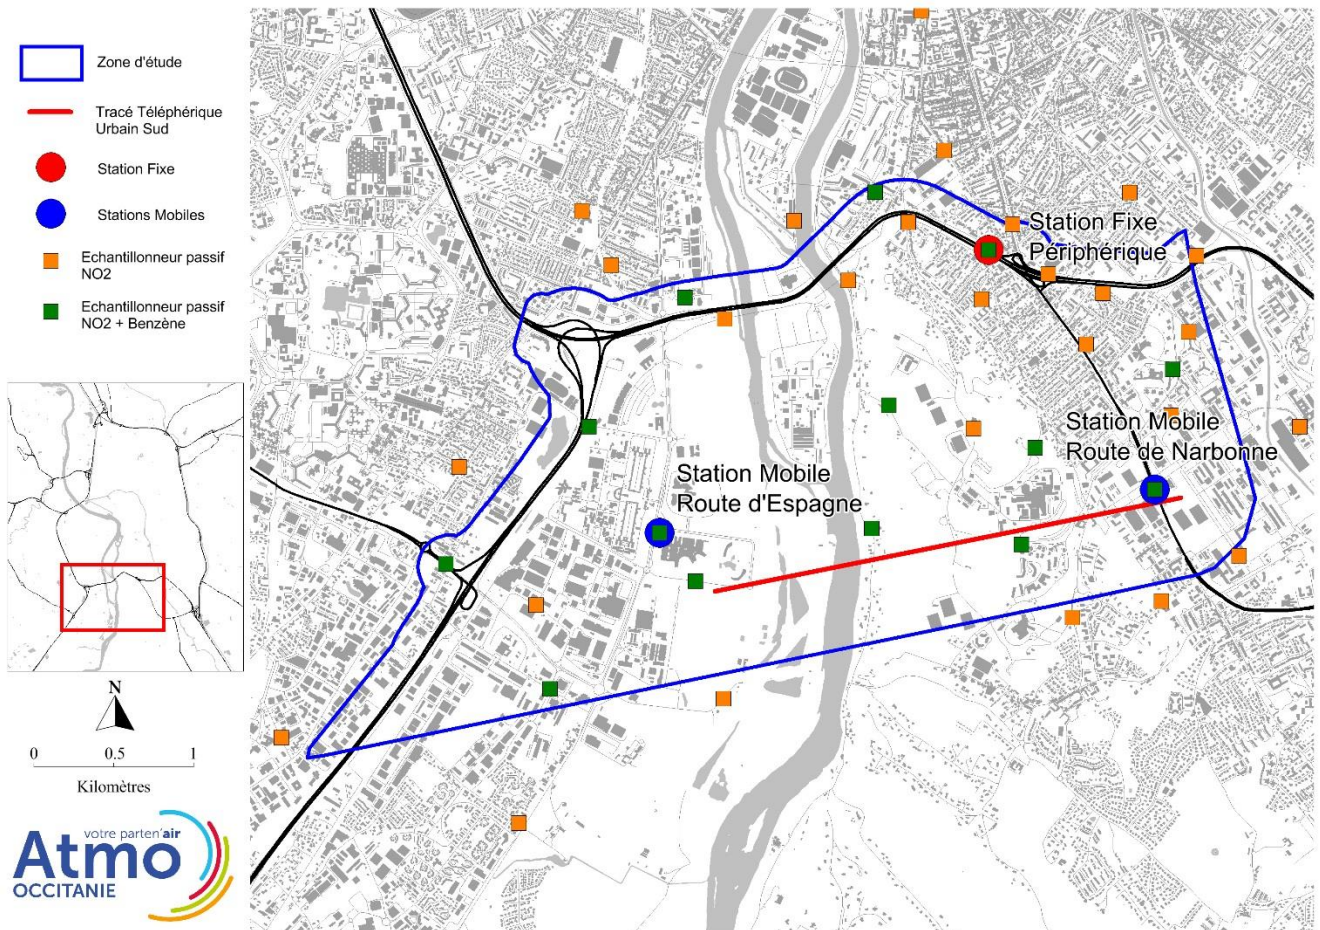 Zone d'étude
Tracé Téléphérique
Urbain Sud
Station Fixe
Stations Mobiles
Echantillonneur passif
NO2
Echantillonneur passif
NO2 + Benzène
N
0 0.5 1
Kilomètres
votre parten'air
Atmo
OCCITANIE
Station Fixe
Périphérique
Station Mobile
Route de Narbonne
Station Mobile
Route d'Espagne